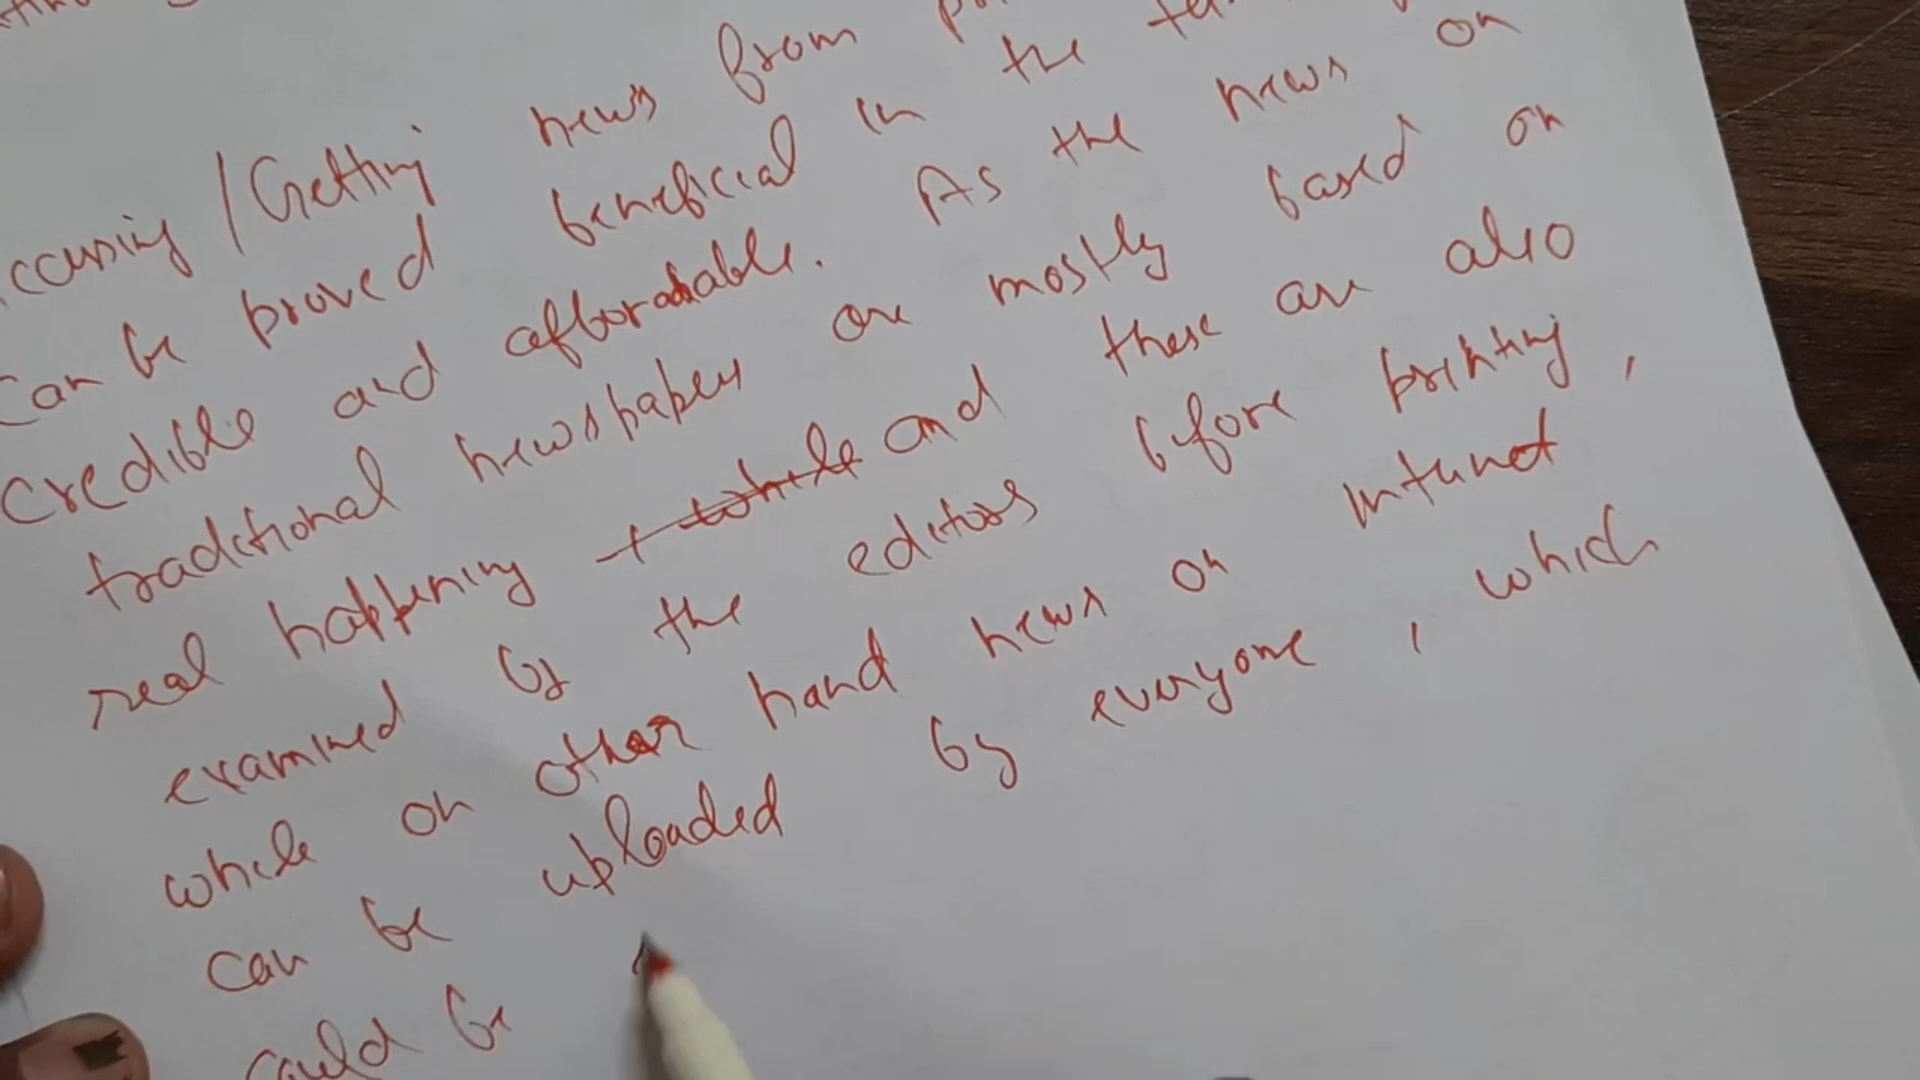 /Getting news from
can be proved beneficial in the
credible and affordable. As the news on
traditional newspapers are mostly based on
real happening and these are also
examined by the editors before printing,
while on other hand news on internet
can be uploaded by everyone, which
could be